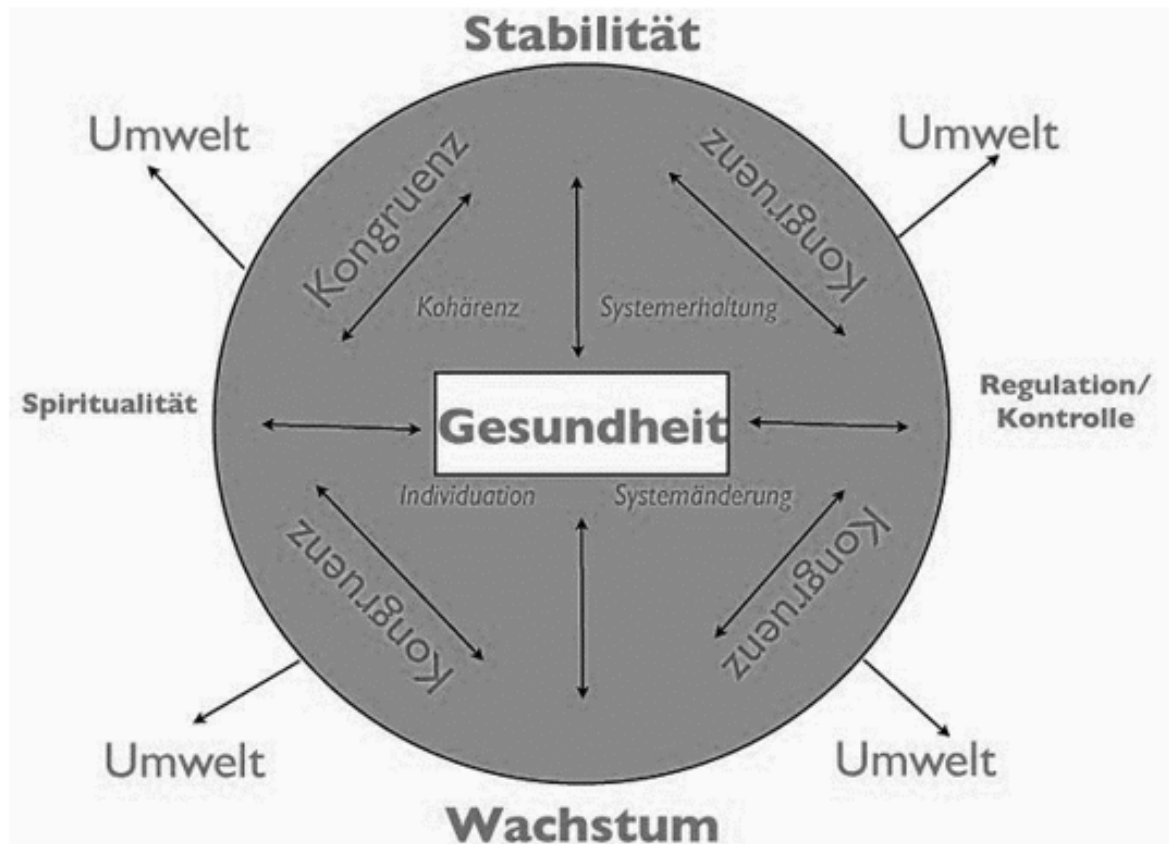 Stabilität
Umwelt
Umwelt
Kongruenz
Kongruenz
Kohärenz
Systemerhaltung
Spiritualität
Gesundheit
Regulation/
Kontrolle
Individuation
Systemänderung
Kongruenz
Kongruenz
Umwelt
Umwelt
Wachstum